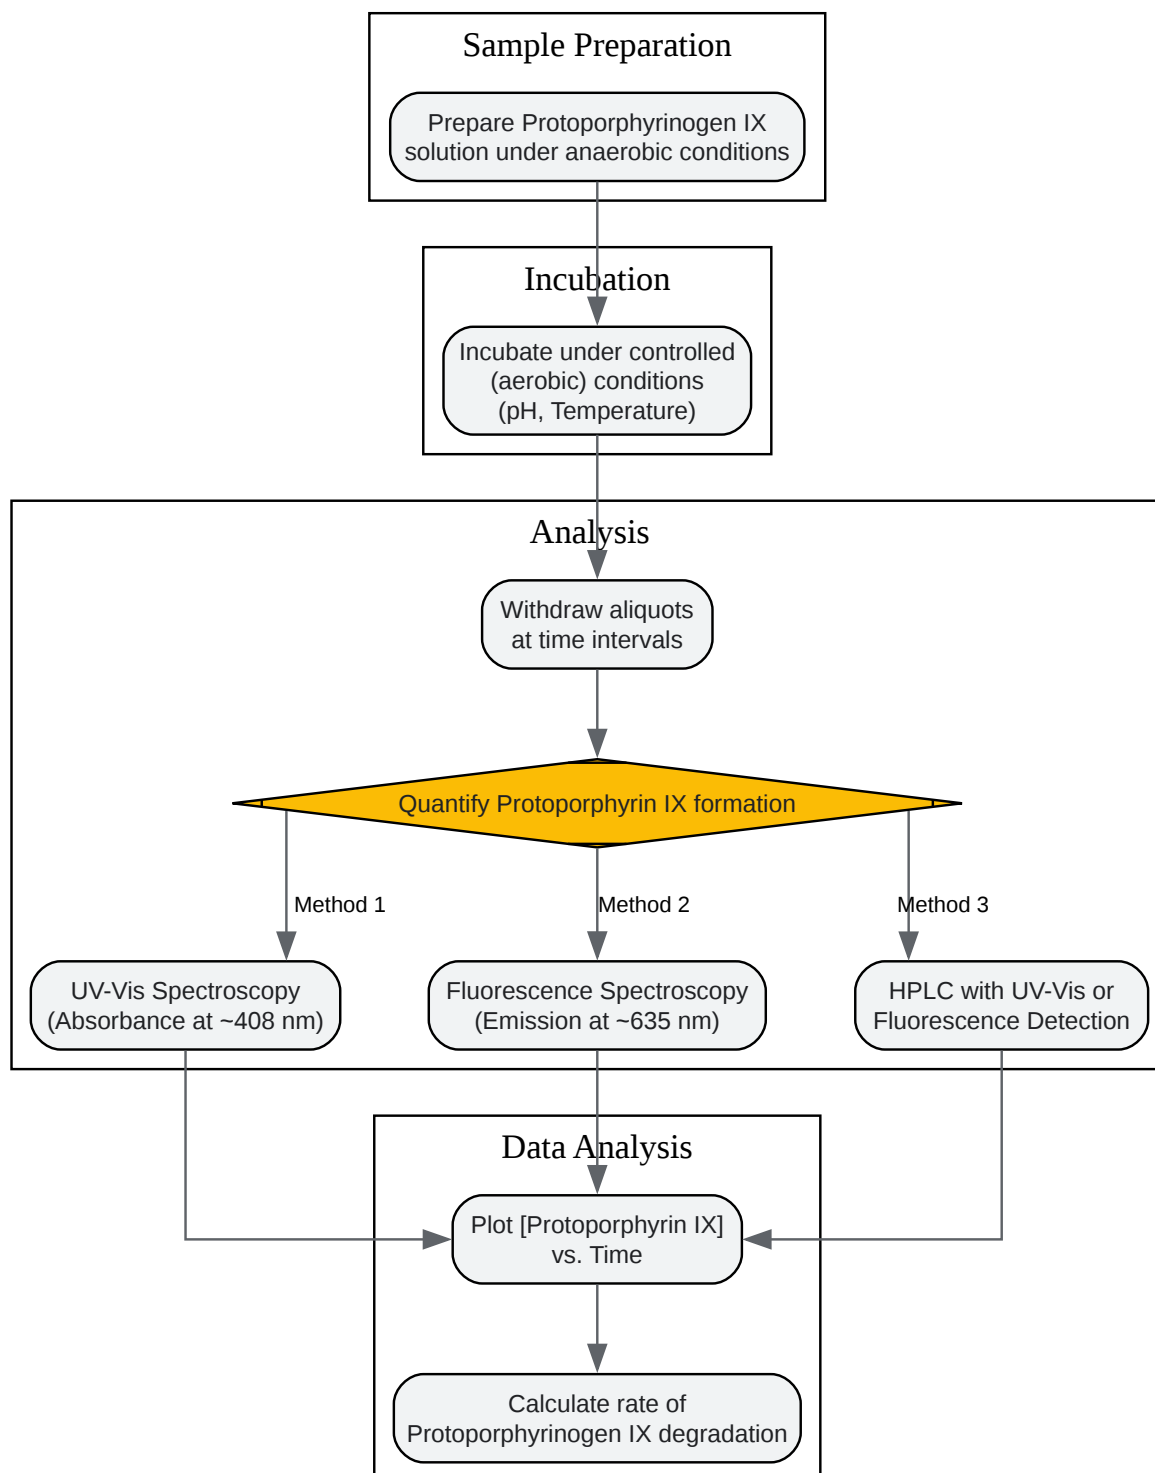 Sample Preparation
Prepare Protoporphyrinogen IX
solution under anaerobic conditions
Incubation
Incubate under controlled
(aerobic) conditions
(pH, Temperature)
Analysis
Withdraw aliquots
at time intervals
Quantify Protoporphyrin IX formation
Method 1
Method 2
Method 3
UV-Vis Spectroscopy
(Absorbance at ~408 nm)
Fluorescence Spectroscopy
(Emission at ~635 nm)
HPLC with UV-Vis or
Fluorescence Detection
Data Analysis
Plot [Protoporphyrin IX]
vs. Time
Calculate rate of
Protoporphyrinogen IX degradation